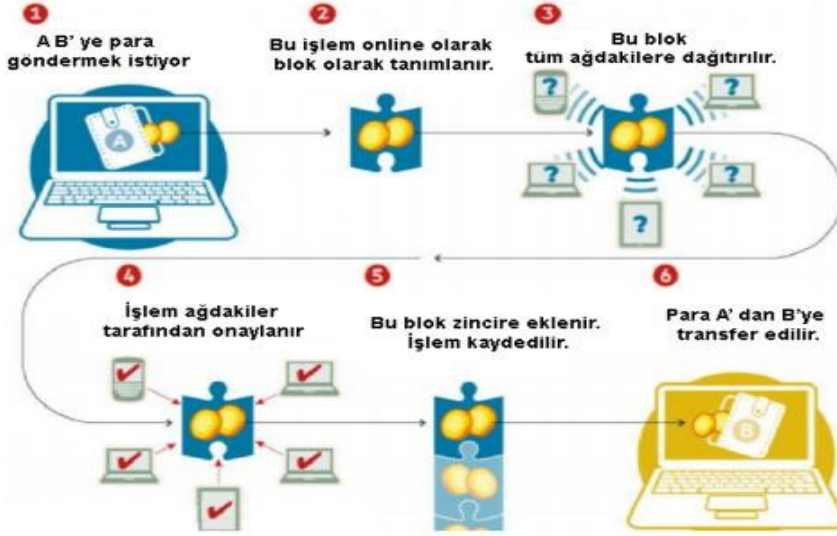 1
A B' ye para
göndermek istiyor
A
2
Bu işlem online olarak
blok olarak tanımlanır.
3
Bu blok
tüm ağdakilere dağıtırılır.
?
?
?
?
?
4
İşlem ağdakiler
tarafından onaylanır
5
Bu blok zincire eklenir.
İşlem kaydedilir.
6
Para A' dan B'ye
transfer edilir.
B